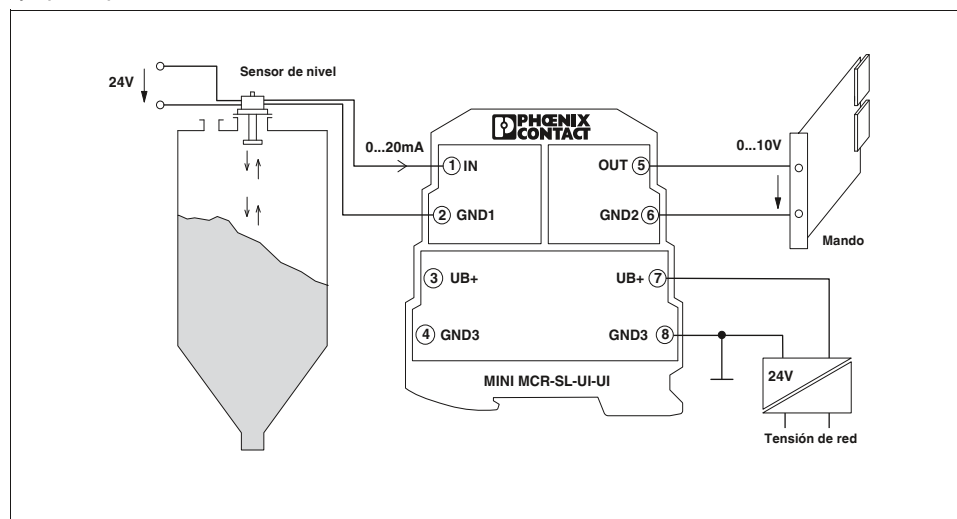 Sensor de nivel
24V
PHŒNIX
CONTACT
0...20mA
0...10V
1 IN
OUT 5
2 GND1
GND2 6
Mando
3 UB+
UB+ 7
4 GND3
GND3 8
24V
MINI MCR-SL-UI-UI
Tensión de red